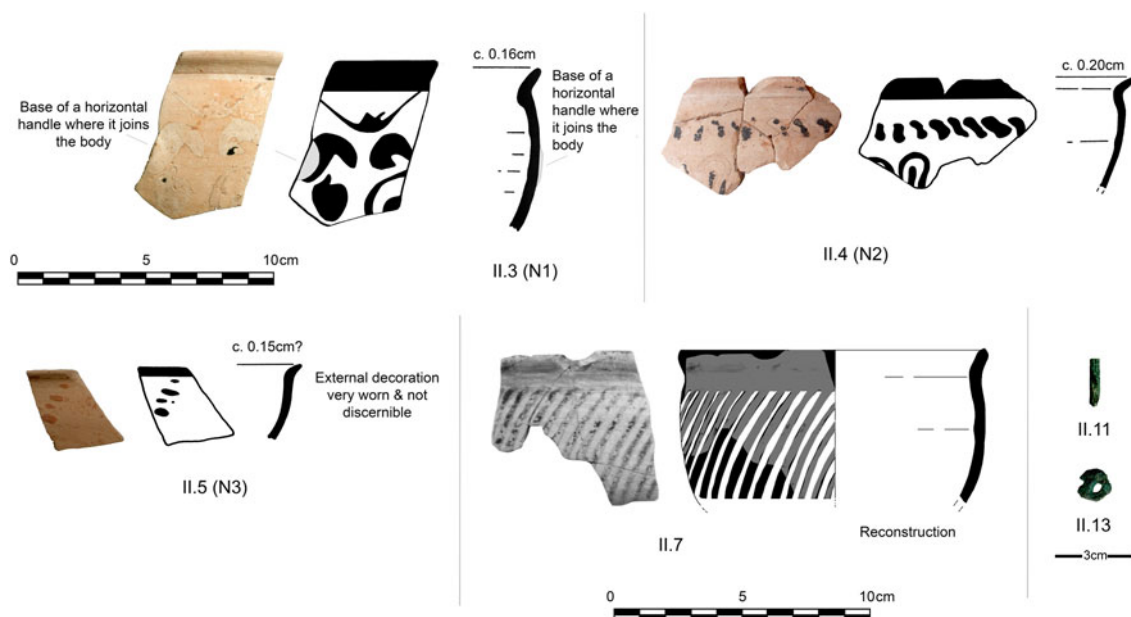 Base of a horizontal
handle where it joins
the body
c. 0.16cm
Base of a
horizontal
handle where
it joins the
body
0 5 10cm
II.3 (N1)
c. 0.20cm
II.4 (N2)
c. 0.15cm?
External decoration
very worn & not
discernible
II.5 (N3)
II.7
Reconstruction
0 5 10cm
II.11
II.13
3cm